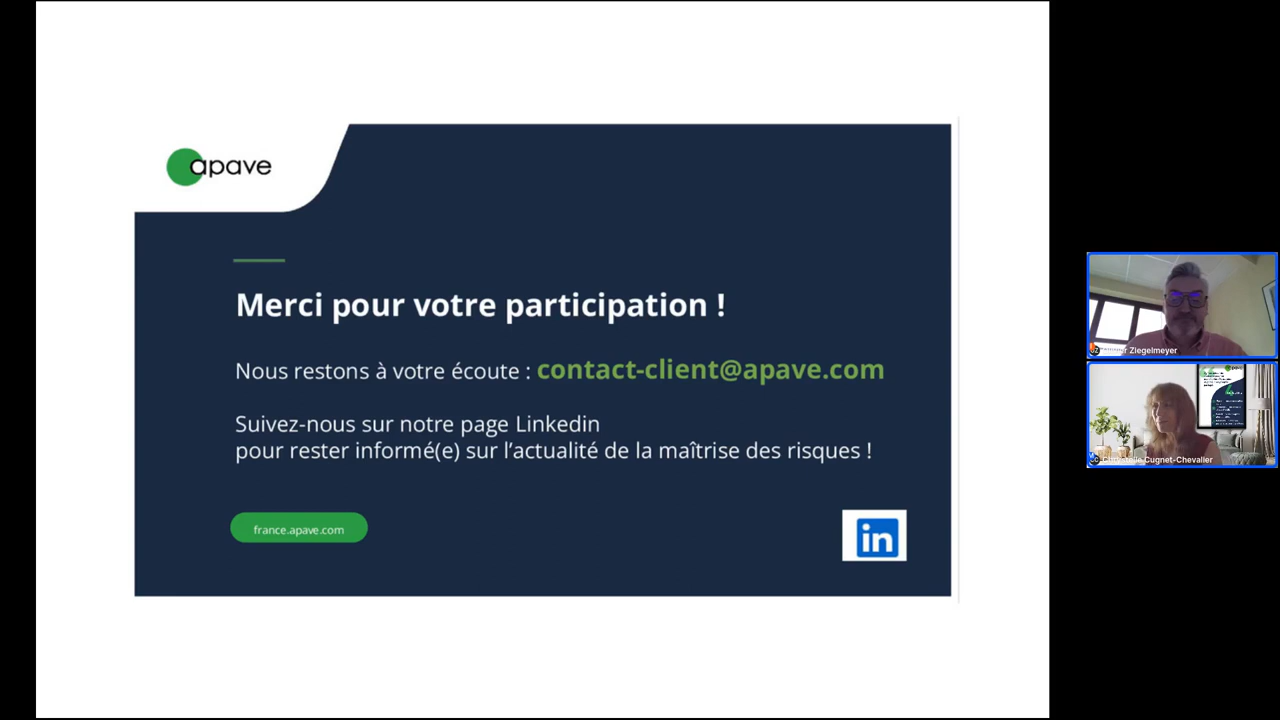 apave
Merci pour votre participation !
Nous restons à votre écoute : contact-client@apave.com
Suivez-nous sur notre page Linkedin
pour rester informé(e) sur l'actualité de la maîtrise des risques !
france.apave.com
in
Ziegelmeyer
Cugnet-Chevalier